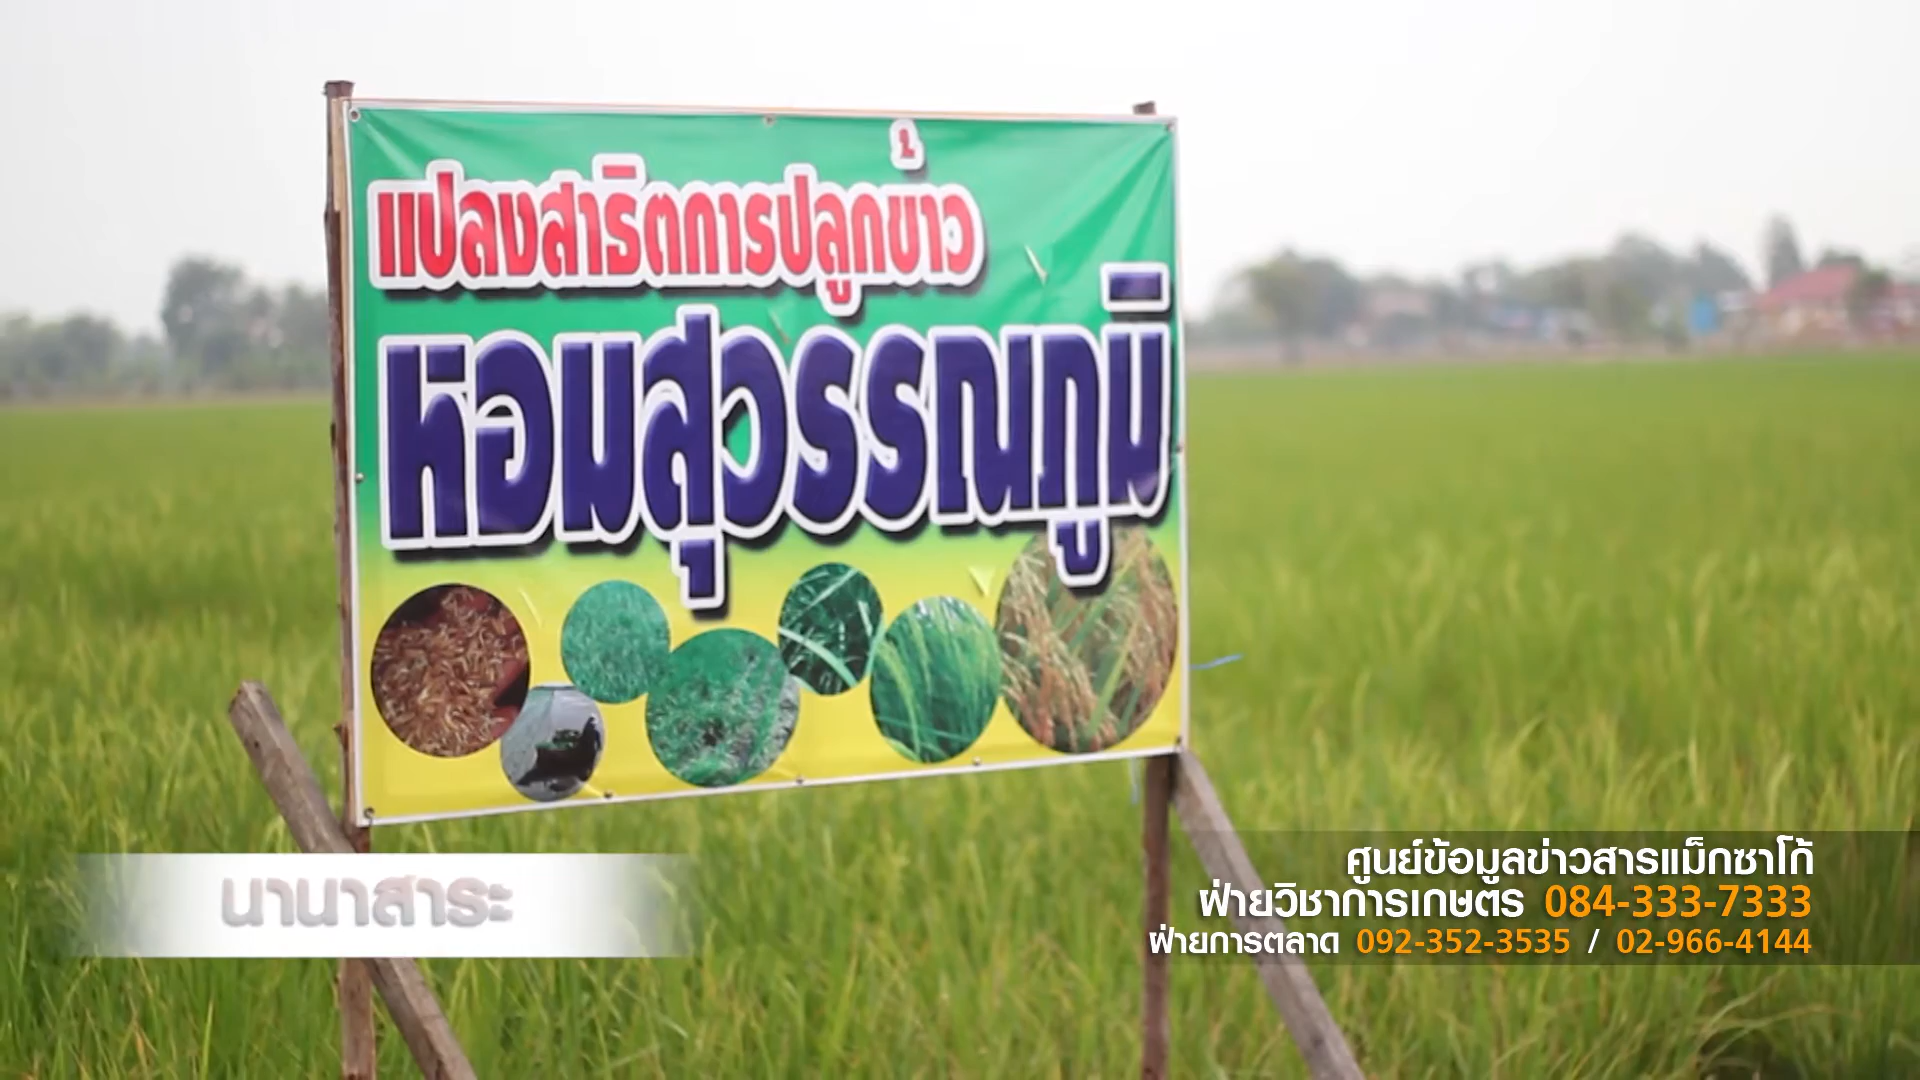 แปลงสาธิตการปลูกข้าว
หอมสุวรรณภูมิ
นานาสาระ
ศูนย์ข้อมูลข่าวสารแม็กซาโก้
ฝ่ายวิชาการเกษตร 084-333-7333
ฝ่ายการตลาด 092-352-3535 / 02-966-4144